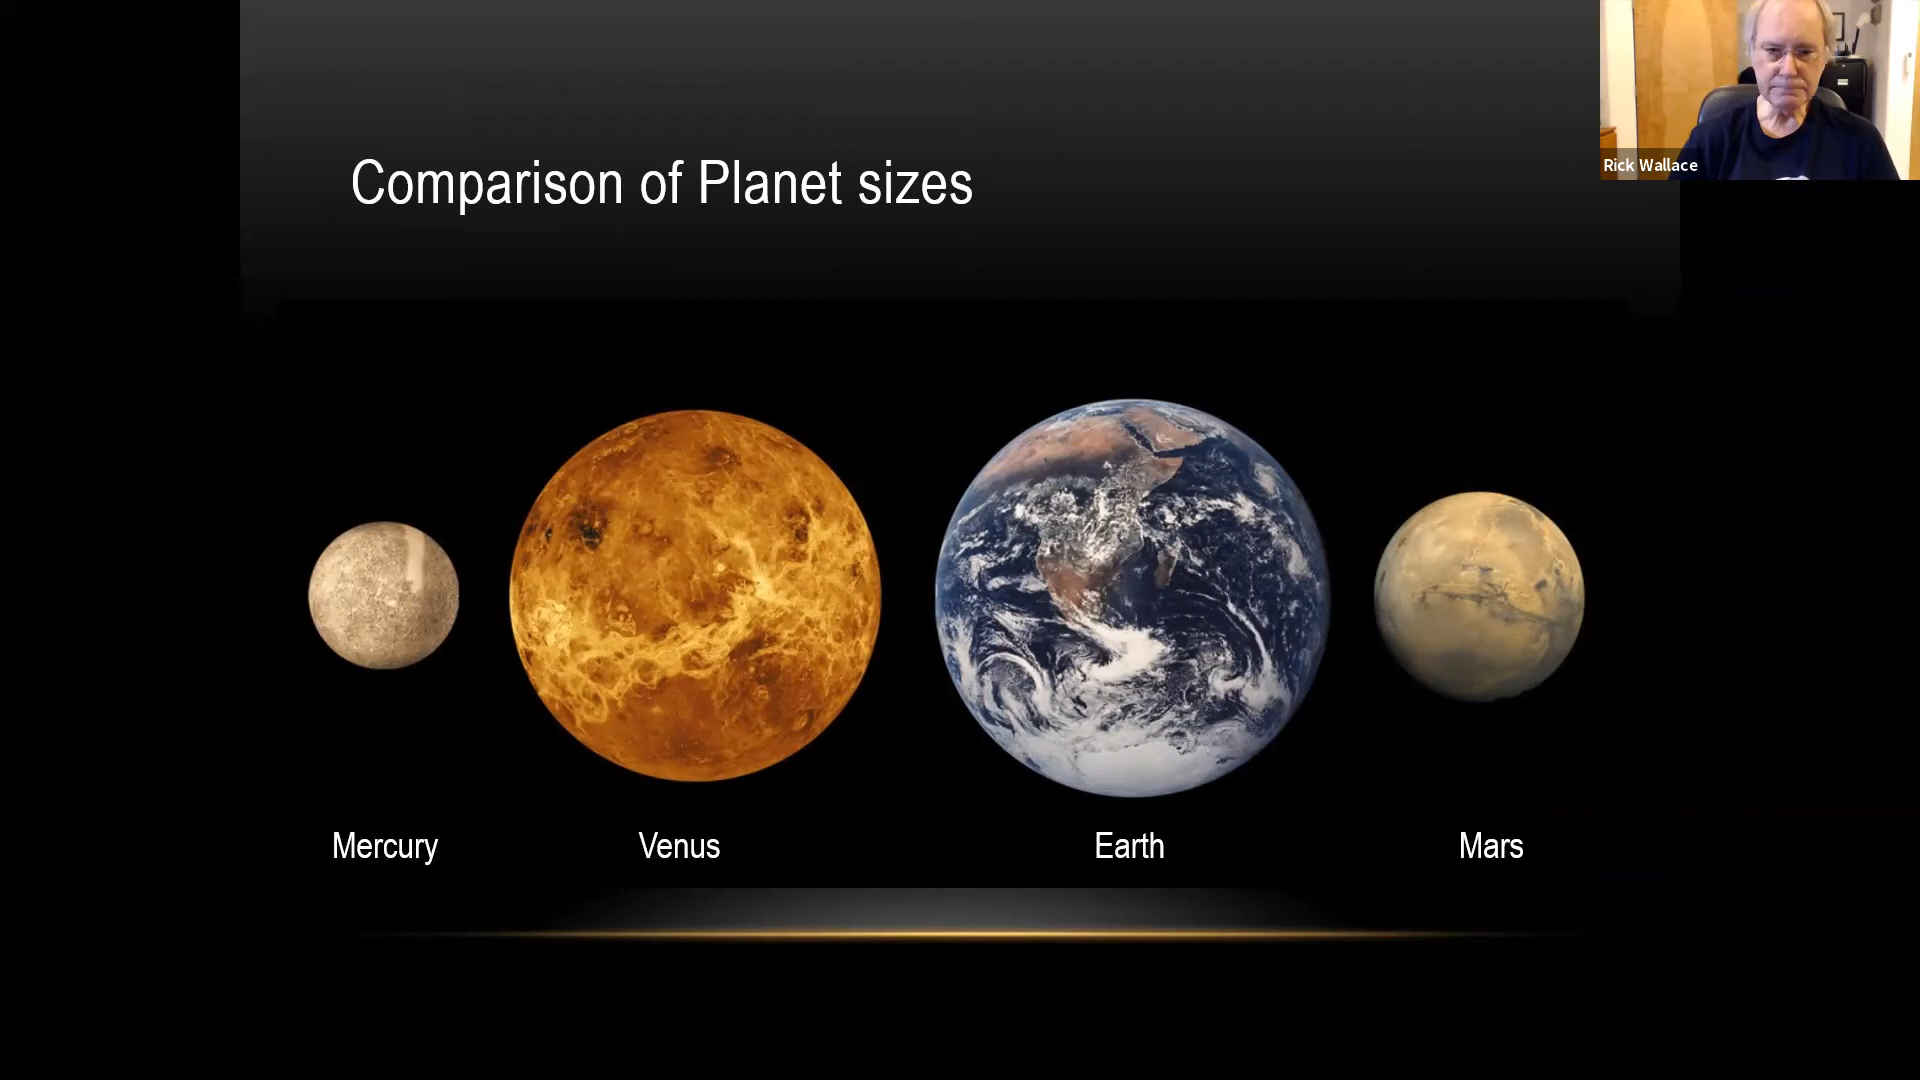 Comparison of Planet sizes
Rick Wallace
Mercury
Venus
Earth
Mars